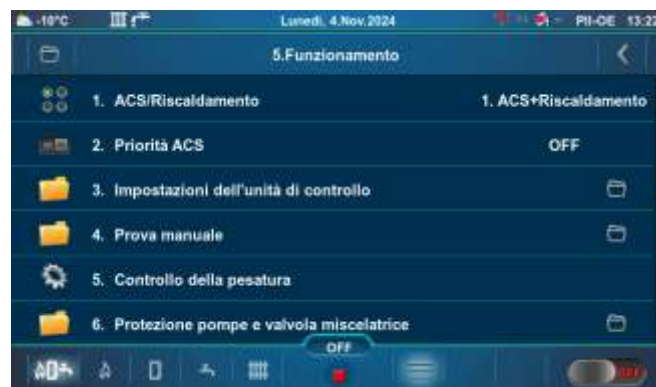 -10°C Lunedì, 4.Nov.2024 PII-OE 13:22
5.Funzionamento
1. ACS/Riscaldamento 1. ACS+Riscaldamento
2. Priorità ACS OFF
3. Impostazioni dell'unità di controllo
4. Prova manuale
5. Controllo della pesatura
6. Protezione pompe e valvola miscelatrice
OFF
OFF